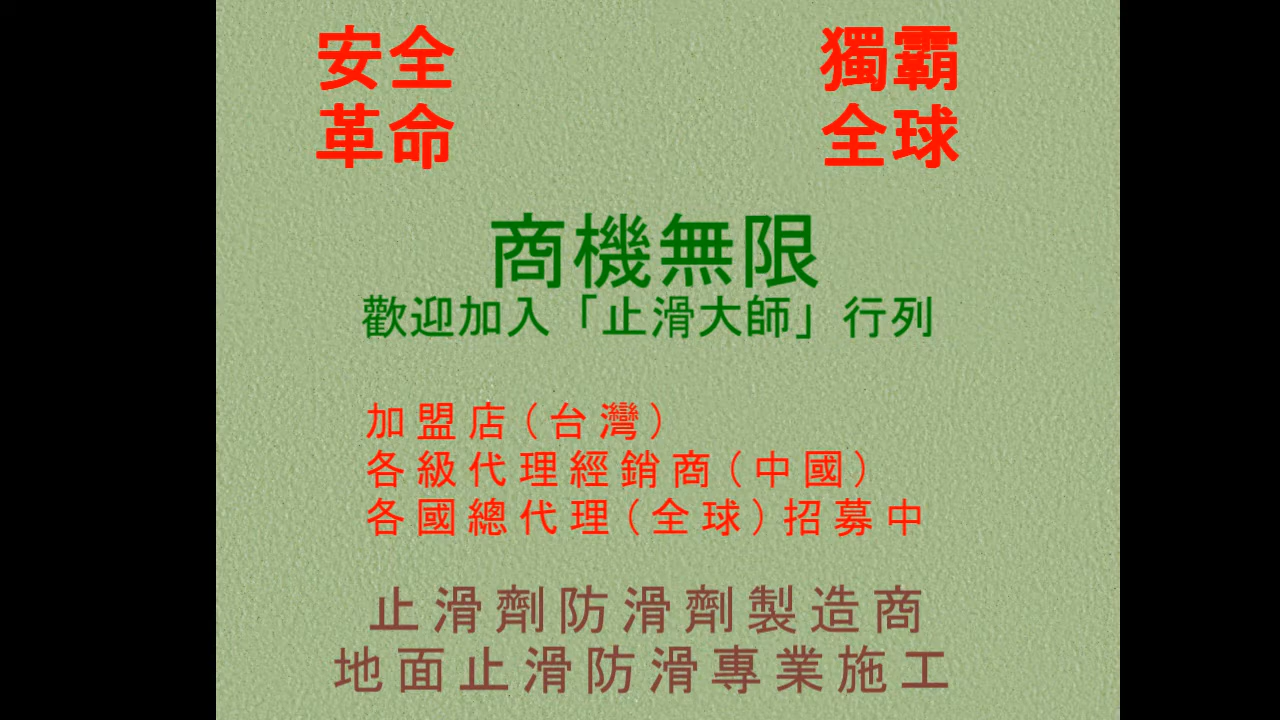 安全 獨霸
革命 全球
商機無限
歡迎加入「止滑大師」行列
加盟店(台灣)
各級代理經銷商(中國)
各國總代理(全球)招募中
止滑劑防滑劑製造商
地面止滑防滑專業施工